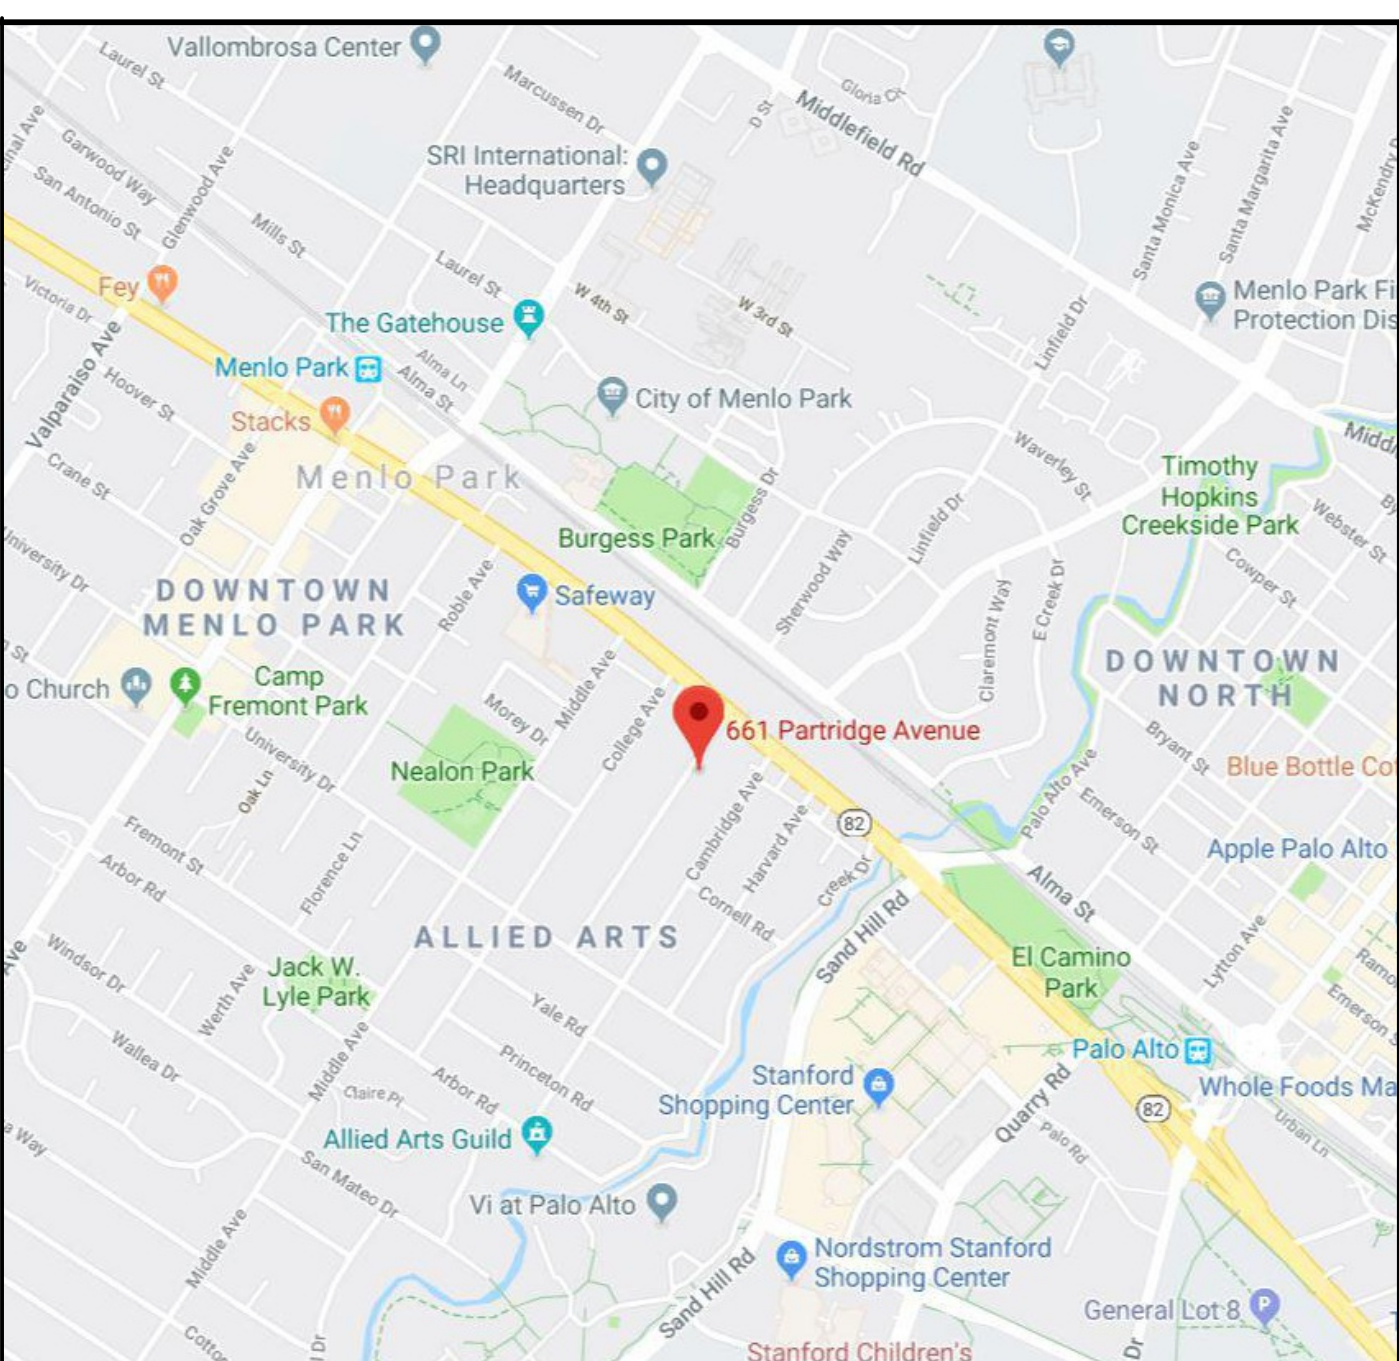 Vallombrosa Center
Laurel St
Marcussen Dr
Gloria Cir
D St
Middlefield Rd
Garwood Way
San Antonio St
Glenwood Ave
Mills St
SRI International:
Headquarters
Santa Monica Ave
Santa Margarita Ave
McKendry D
Laurel St
W 4th St
W 3rd St
Fey
Victoria Dr
The Gatehouse
Linfield Dr
Menlo Park Fi
Protection Dis
Menlo Park
Alma Ln
Alma St
Valparaiso Ave
Hoover St
Stacks
City of Menlo Park
Menlo Park
Crane St
Oak Grove Ave
Waverley St
Middl
Timothy
Hopkins
Creekside Park
Webster St
By
Burgess Park
Burgess Dr
Linfield Dr
Sherwood Way
University Dr
DOWNTOWN
MENLO PARK
Roble Ave
Safeway
Claremont Way
E Creek Dr
Cowper St
DOWNTOWN
NORTH
o Church
Camp
Fremont Park
Morey Dr
Middle Ave
College Ave
661 Partridge Avenue
Bryant St
Blue Bottle Co
University Dr
Oak Ln
Nealon Park
Cambridge Ave
Harvard Ave
82
Palo Alto Ave
Emerson St
Apple Palo Alto
Fremont St
Arbor Rd
Florence Ln
Creek Dr
Cornell Rd
Sand Hill Rd
Alma St
ALLIED ARTS
Ave
Windsor Dr
Werth Ave
Jack W.
Lyle Park
El Camino
Park
Lytton Ave
Ramo
Emerson S
Yale Rd
Wallea Dr
Middle Ave
Claire Pl
Arbor Rd
Princeton Rd
Stanford
Shopping Center
Palo Alto
Quarry Rd
Palo Rd
82
Whole Foods Ma
Urban Ln
a Way
Allied Arts Guild
San Mateo Dr
Vi at Palo Alto
Middle Ave
Sand Hill Rd
Nordstrom Stanford
Shopping Center
General Lot 8
P
Cotto
l Dr
Stanford Children's
Dr